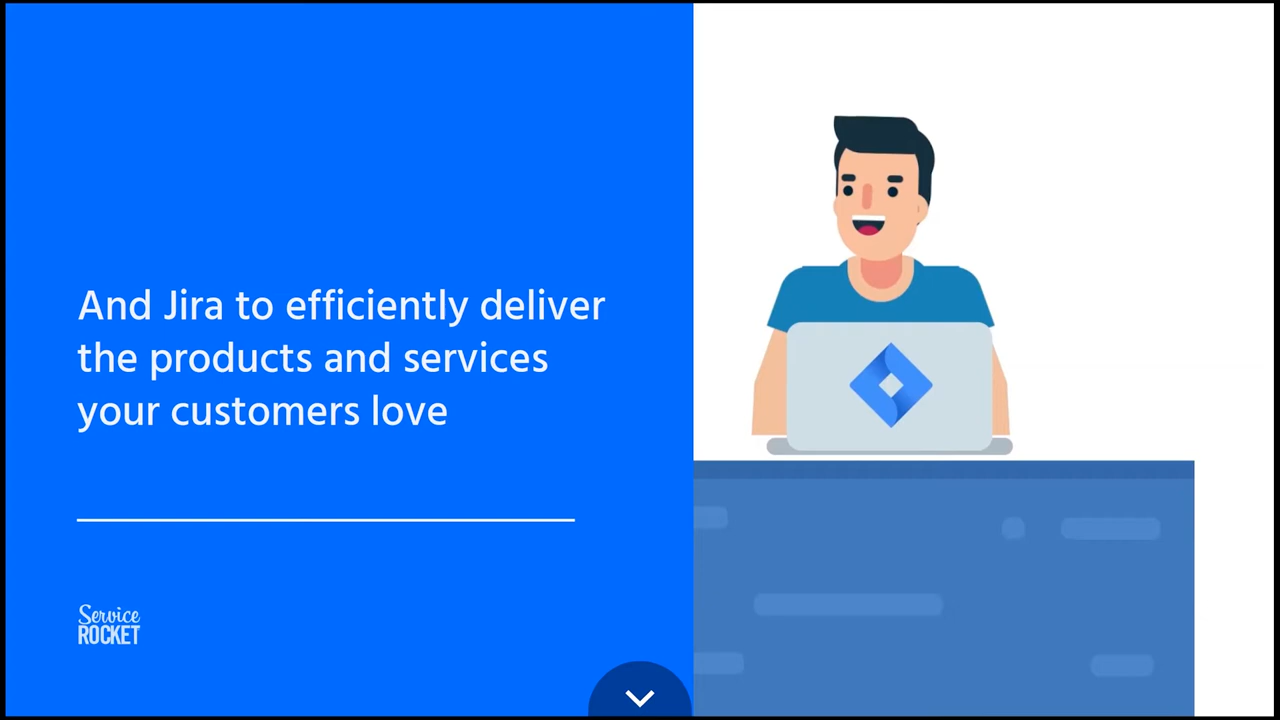 And Jira to efficiently deliver
the products and services
your customers love
Service
ROCKET